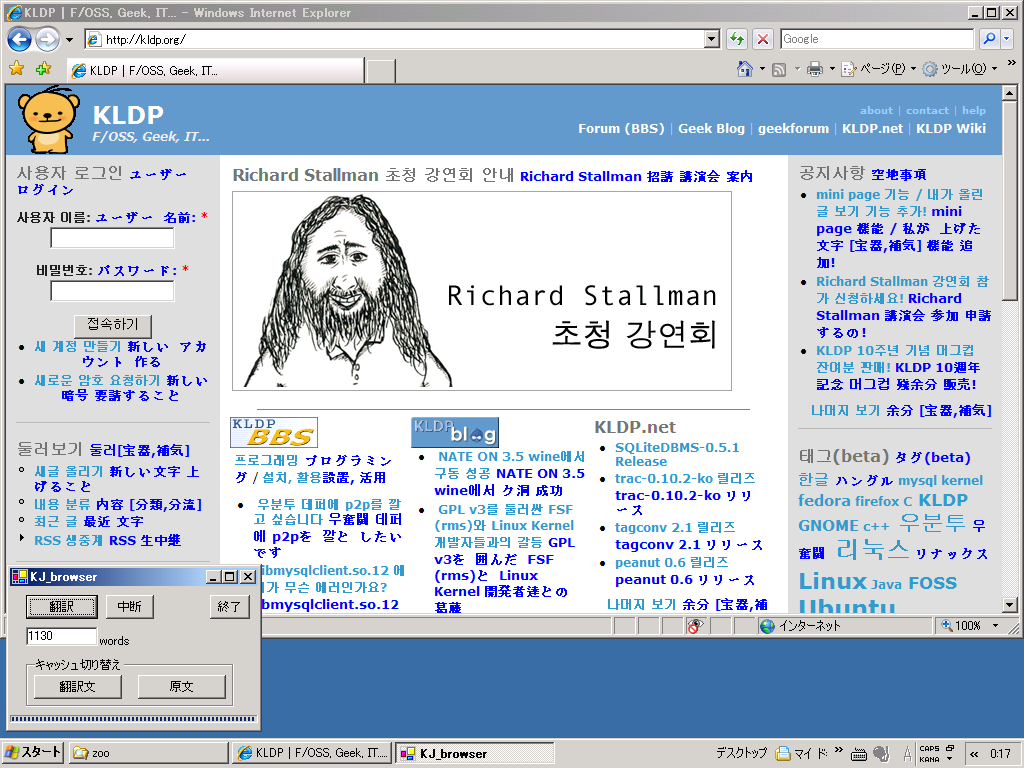 KLDP | F/OSS, Geek, IT... - Windows Internet Explorer
http://kldp.org/
Google
KLDP | F/OSS, Geek, IT...
ページ(P)
ツール(O)
KLDP
F/OSS, Geek, IT...
about | contact | help
Forum (BBS) | Geek Blog | geekforum | KLDP.net | KLDP Wiki
사용자 로그인 ユーザー
ログイン
사용자 이름: ユーザー 名前: *
비밀번호: パスワード: *
접속하기
새 계정 만들기 新しい アカ
ウント 作る
새로운 암호 요청하기 新しい
暗号 要請すること
둘러보기 둘러[宝器,補気]
새글 올리기 新しい文字 上
げること
내용 분류 内容 [分類,分流]
최근 글 最近 文字
RSS 생중계 RSS 生中継
Richard Stallman 초청 강연회 안내 Richard Stallman 招請 講演会 案内
Richard Stallman
초청 강연회
KLDP
BBS
프로그래밍 プログラミン
グ / 설치, 활용設置, 活用
우분투 데퍼에 p2p를 깔
고 싶습니다 우奮闘 데퍼
에 p2pを 깔と したい
です
libmysqlclient.so.12 에
러가 무슨 에러인가요?
libmysqlclient.so.12
KLDP
blog
NATE ON 3.5 wine에서
구동 성공 NATE ON 3.5
wine에서 ク洞 成功
GPL v3를 둘러싼 FSF
(rms)와 Linux Kernel
개발자들과의 갈등 GPL
v3を 囲んだ FSF
(rms)と Linux
Kernel 開発者達との
葛藤
KLDP.net
SQLiteDBMS-0.5.1
Release
trac-0.10.2-ko 릴리즈
trac-0.10.2-ko リリ
ース
tagconv 2.1 릴리즈
tagconv 2.1 リリース
peanut 0.6 릴리즈
peanut 0.6 リリース
나머지 보기 余分 [宝器,補
공지사항 空地事項
mini page 기능 / 내가 올린
글 보기 기능 추가! mini
page 機能 / 私が 上げた
文字 [宝器,補気] 機能 追
加!
Richard Stallman 강연회 참
가 신청하세요! Richard
Stallman 講演会 参加 申請
するの!
KLDP 10주년 기념 머그컵
잔여분 판매! KLDP 10週年
記念 머그컵 殘余分 販売!
나머지 보기 余分 [宝器,補気]
태그(beta) タグ(beta)
한글 ハングル mysql kernel
fedora firefox C KLDP
GNOME c++ 우분투 우
奮闘 리눅스 リナックス
Linux Java FOSS
Ubuntu
インターネット
100%
KJ_browser
翻訳
中断
終了
1130
words
キャッシュ切り替え
翻訳文
原文
スタート
zoo
KLDP | F/OSS, Geek, IT....
KJ_browser
デスクトップ
マイ ド:
A
CAPS
KANA
0:17